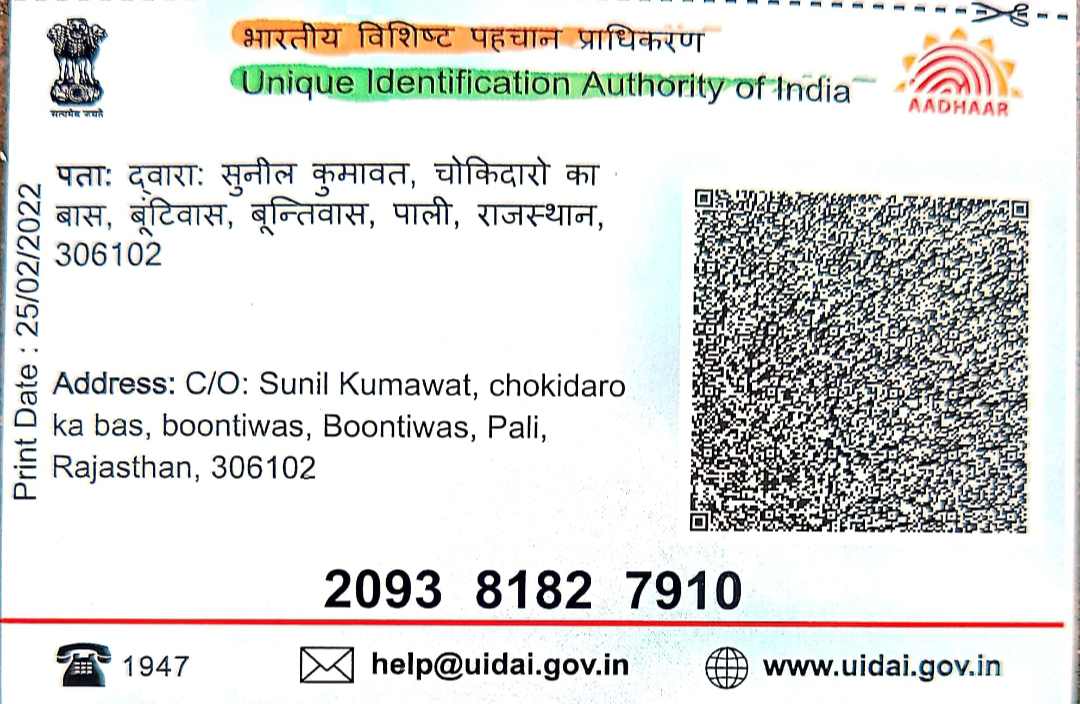 भारतीय विशिष्ट पहचान प्राधिकरण
Unique Identification Authority of India
सत्यमेव जयते
AADHAAR
पता: द्वारा: सुनील कुमावत, चोकिदारो का
बास, बूंटिवास, बून्तिवास, पाली, राजस्थान,
306102
Print Date : 25/02/2022
Address: C/O: Sunil Kumawat, chokidaro
ka bas, boontiwas, Boontiwas, Pali,
Rajasthan, 306102
2093 8182 7910
1947
help@uidai.gov.in
www.uidai.gov.in